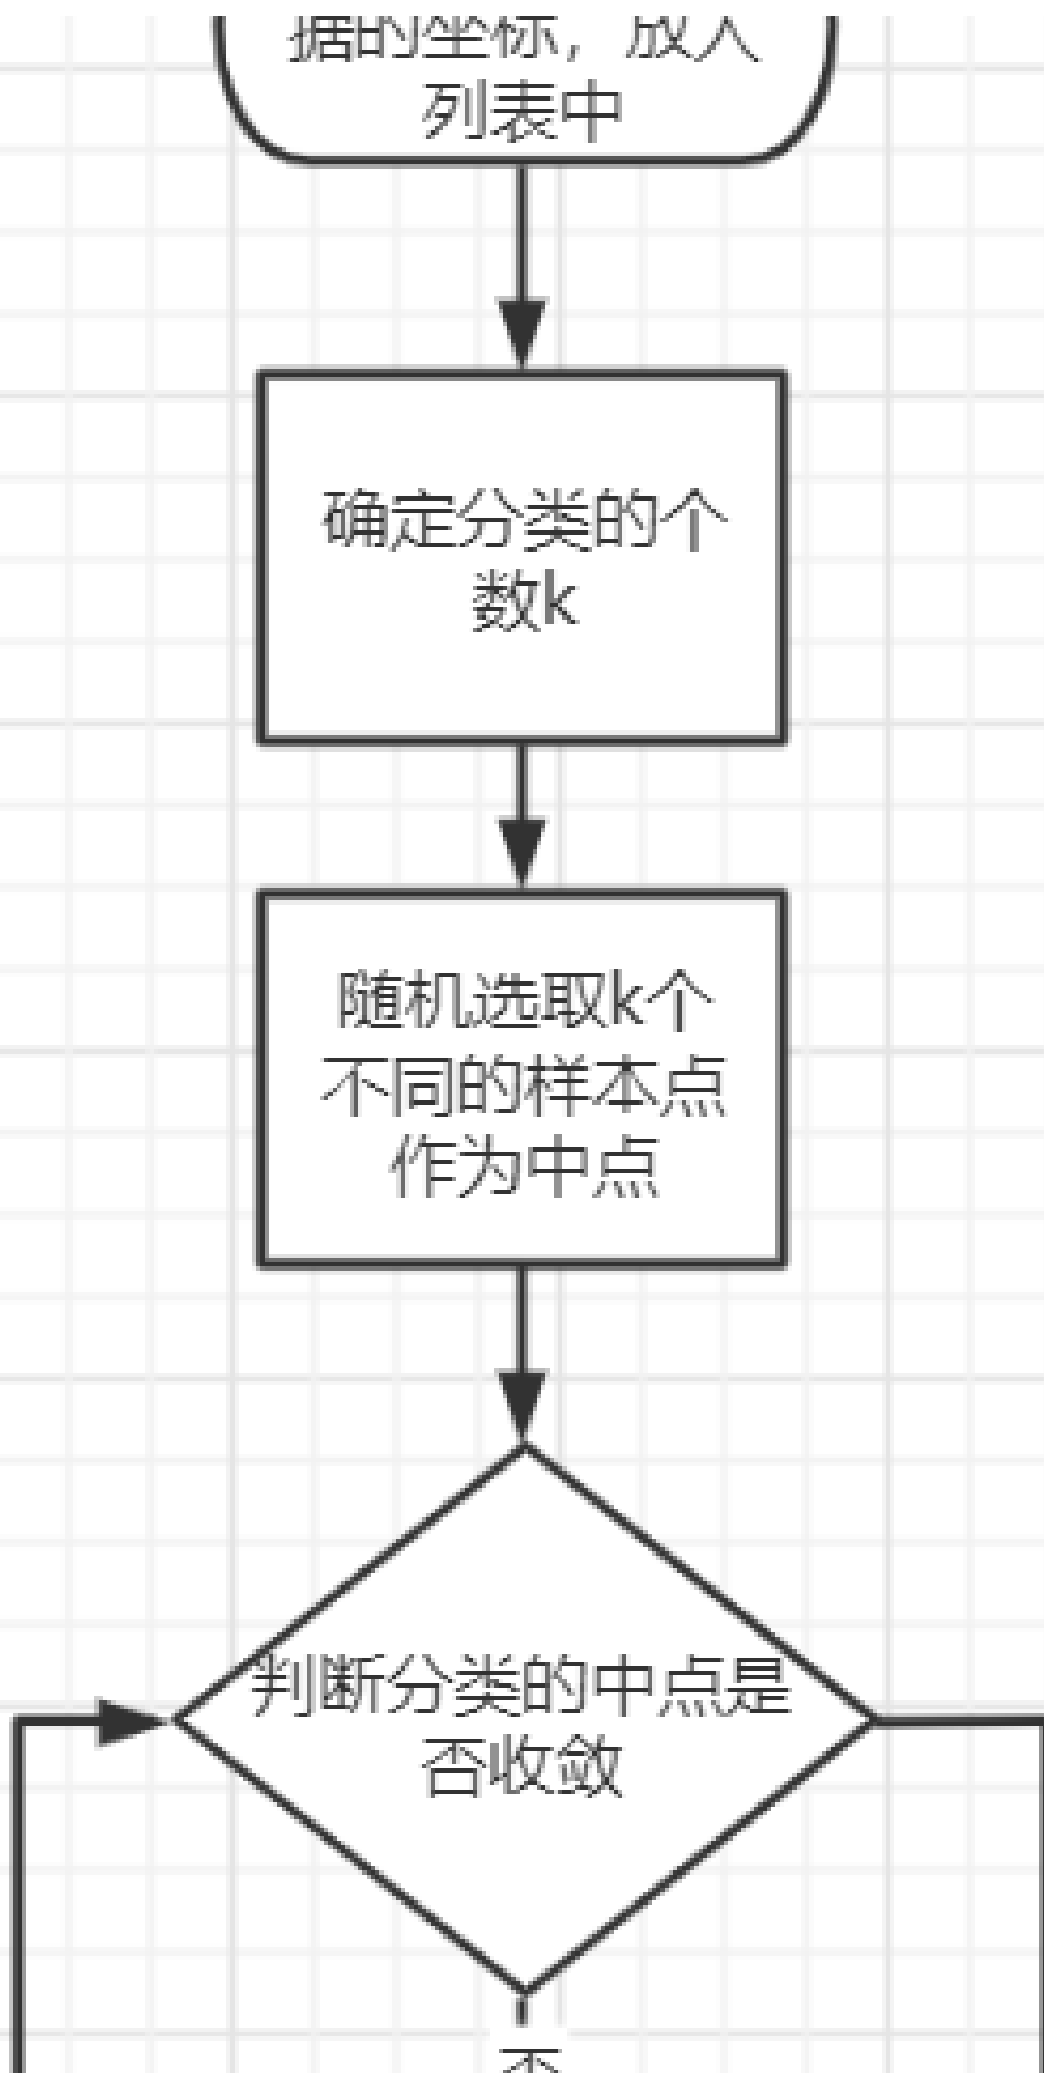 据的坐标，放入
列表中
确定分类的个
数k
随机选取k个
不同的样本点
作为中点
判断分类的中点是
否收敛
否